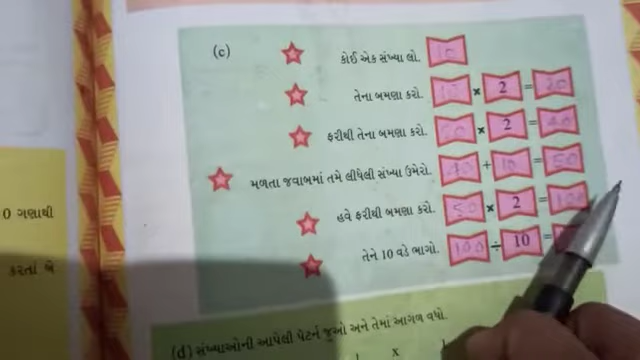 (c) કોઈ એક સંખ્યા લો. 10
તેના બમણા કરો. 10 × 2 = 20
ફરીથી તેના બમણા કરો. 20 × 2 = 40
મળતા જવાબમાં તમે લીધેલી સંખ્યા ઉમેરો. 40 + 10 = 50
હવે ફરીથી બમણા કરો. 50 × 2 = 100
તેને 10 વડે ભાગો. 100 ÷ 10 =
0 ગણાથી
કરતાં બે
(d) સંખ્યાઓની આપેલી પેટર્ન જુઓ અને તેમાં આગળ વધો.
1 x 1